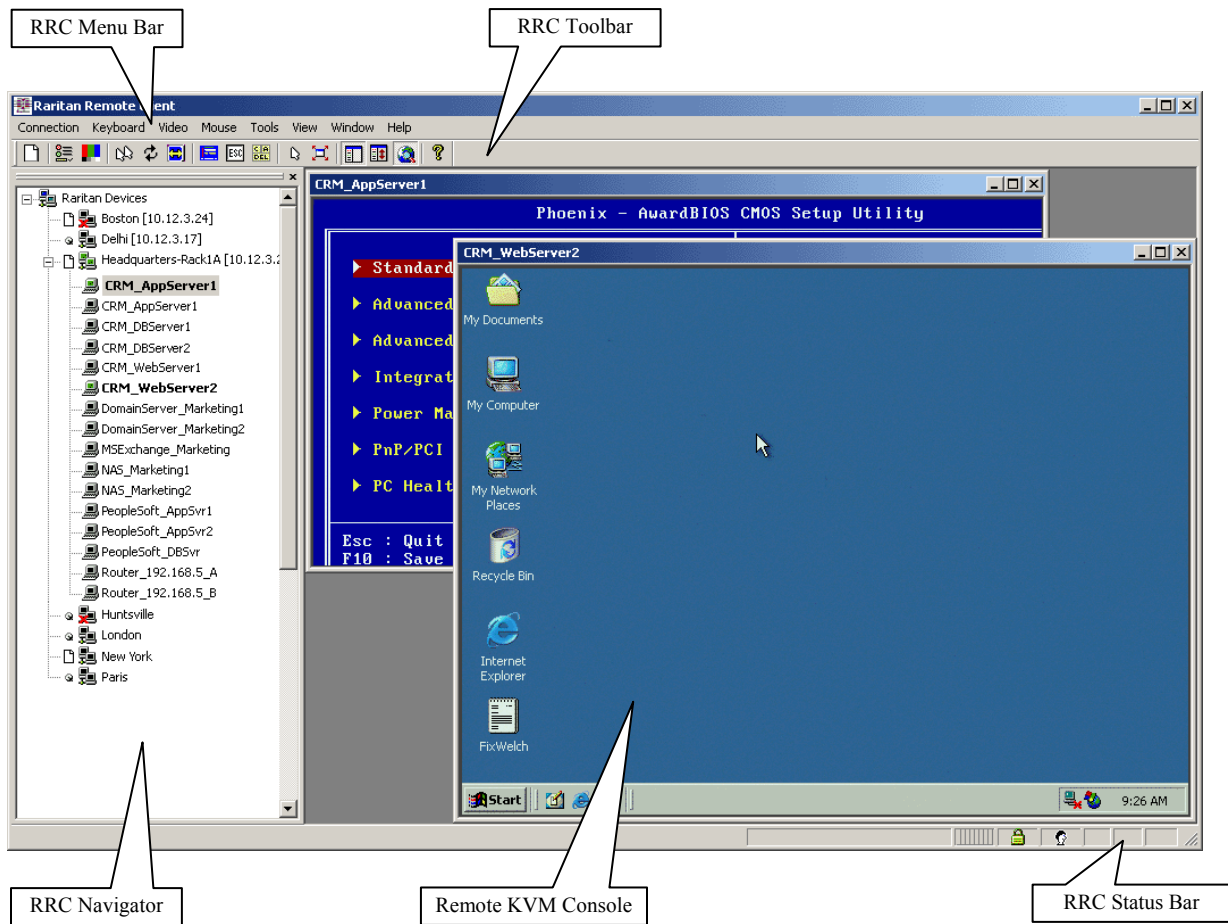 RRC Menu Bar
RRC Toolbar
Raritan Remote Client
Connection Keyboard Video Mouse Tools View Window Help
ESC
DEL
Raritan Devices
Boston [10.12.3.24]
Delhi [10.12.3.17]
Headquarters-Rack1A [10.12.3.2
CRM_AppServer1
CRM_AppServer1
CRM_DBServer1
CRM_DBServer2
CRM_WebServer1
CRM_WebServer2
DomainServer_Marketing1
DomainServer_Marketing2
MSExchange_Marketing
NAS_Marketing1
NAS_Marketing2
PeopleSoft_AppSvr1
PeopleSoft_AppSvr2
PeopleSoft_DBSvr
Router_192.168.5_A
Router_192.168.5_B
Huntsville
London
New York
Paris
CRM_AppServer1
Phoenix - AwardBIOS CMOS Setup Utility
Standard
Advanced
Advanced
Integrat
Power Ma
PnP/PCI
PC Healt
Esc : Quit
F10 : Save
CRM_WebServer2
My Documents
My Computer
My Network
Places
Recycle Bin
Internet
Explorer
FixWelch
Start
9:26 AM
RRC Navigator
Remote KVM Console
RRC Status Bar